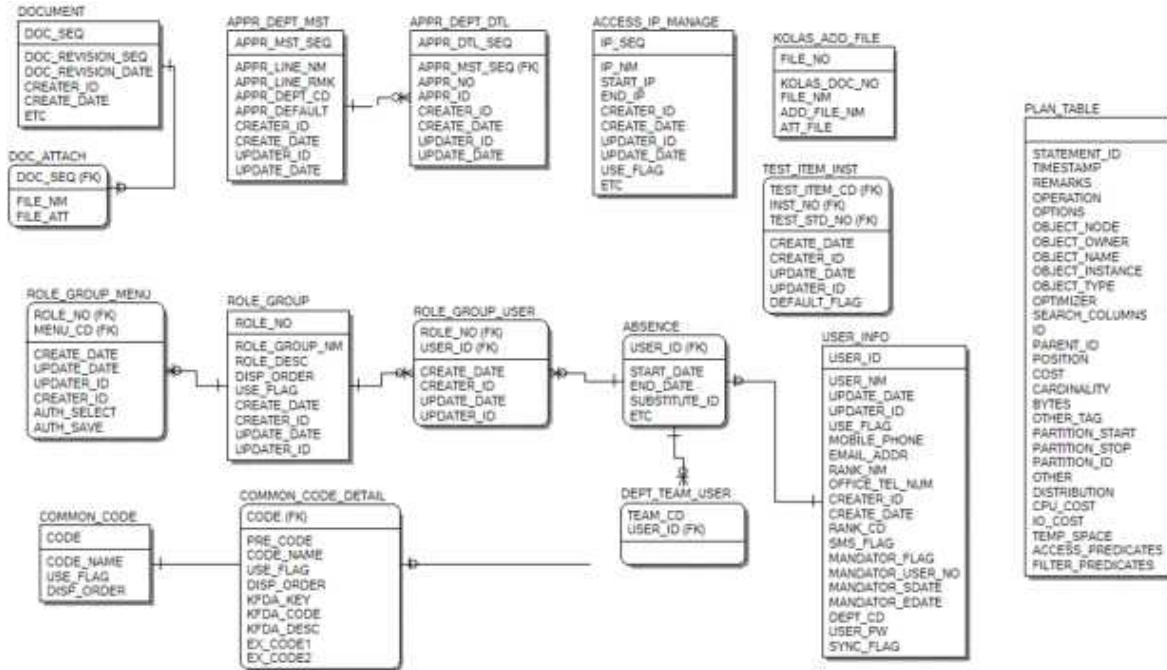 DOCUMENT
DOC_SEQ
DOC_REVISION_SEQ
DOC_REVISION_DATE
CREATER_ID
CREATE_DATE
ETC
DOC_ATTACH
DOC_SEQ (FK)
FILE_NM
FILE_ATT
APPR_DEPT_MST
APPR_MST_SEQ
APPR_LINE_NM
APPR_LINE_RMK
APPR_DEPT_CD
APPR_DEFAULT
CREATER_ID
CREATE_DATE
UPDATER_ID
UPDATE_DATE
APPR_DEPT_DTL
APPR_DTL_SEQ
APPR_MST_SEQ (FK)
APPR_NO
APPR_ID
CREATER_ID
CREATE_DATE
UPDATER_ID
UPDATE_DATE
ACCESS_IP_MANAGE
IP_SEQ
IP_NM
START_IP
END_IP
CREATER_ID
CREATE_DATE
UPDATER_ID
UPDATE_DATE
USE_FLAG
ETC
KOLAS_ADD_FILE
FILE_NO
KOLAS_DOC_NO
FILE_NM
ADD_FILE_NM
ATT_FILE
TEST_ITEM_INST
TEST_ITEM_CD (FK)
INST_NO (FK)
TEST_STD_NO (FK)
CREATE_DATE
CREATER_ID
UPDATE_DATE
UPDATER_ID
DEFAULT_FLAG
PLAN_TABLE
STATEMENT_ID
TIMESTAMP
REMARKS
OPERATION
OPTIONS
OBJECT_NODE
OBJECT_OWNER
OBJECT_NAME
OBJECT_INSTANCE
OBJECT_TYPE
OPTIMIZER
SEARCH_COLUMNS
ID
PARENT_ID
POSITION
COST
CARDINALITY
BYTES
OTHER_TAG
PARTITION_START
PARTITION_STOP
PARTITION_ID
OTHER
DISTRIBUTION
CPU_COST
IO_COST
TEMP_SPACE
ACCESS_PREDICATES
FILTER_PREDICATES
ROLE_GROUP_MENU
ROLE_NO (FK)
MENU_CD (FK)
CREATE_DATE
UPDATE_DATE
UPDATER_ID
CREATER_ID
AUTH_SELECT
AUTH_SAVE
ROLE_GROUP
ROLE_NO
ROLE_GROUP_NM
ROLE_DESC
DISP_ORDER
USE_FLAG
CREATE_DATE
CREATER_ID
UPDATE_DATE
UPDATER_ID
ROLE_GROUP_USER
ROLE_NO (FK)
USER_ID (FK)
CREATE_DATE
CREATER_ID
UPDATE_DATE
UPDATER_ID
ABSENCE
USER_ID (FK)
START_DATE
END_DATE
SUBSTITUTE_ID
ETC
USER_INFO
USER_ID
USER_NM
UPDATE_DATE
UPDATER_ID
USE_FLAG
MOBILE_PHONE
EMAIL_ADDR
RANK_NM
OFFICE_TEL_NUM
CREATER_ID
CREATE_DATE
RANK_CD
SMS_FLAG
MANDATOR_FLAG
MANDATOR_USER_NO
MANDATOR_SDATE
MANDATOR_EDATE
DEPT_CD
USER_PW
SYNC_FLAG
DEPT_TEAM_USER
TEAM_CD
USER_ID (FK)
COMMON_CODE
CODE
CODE_NAME
USE_FLAG
DISP_ORDER
COMMON_CODE_DETAIL
CODE (FK)
PRE_CODE
CODE_NAME
USE_FLAG
DISP_ORDER
KFDA_KEY
KFDA_CODE
KFDA_DESC
EX_CODE1
EX_CODE2